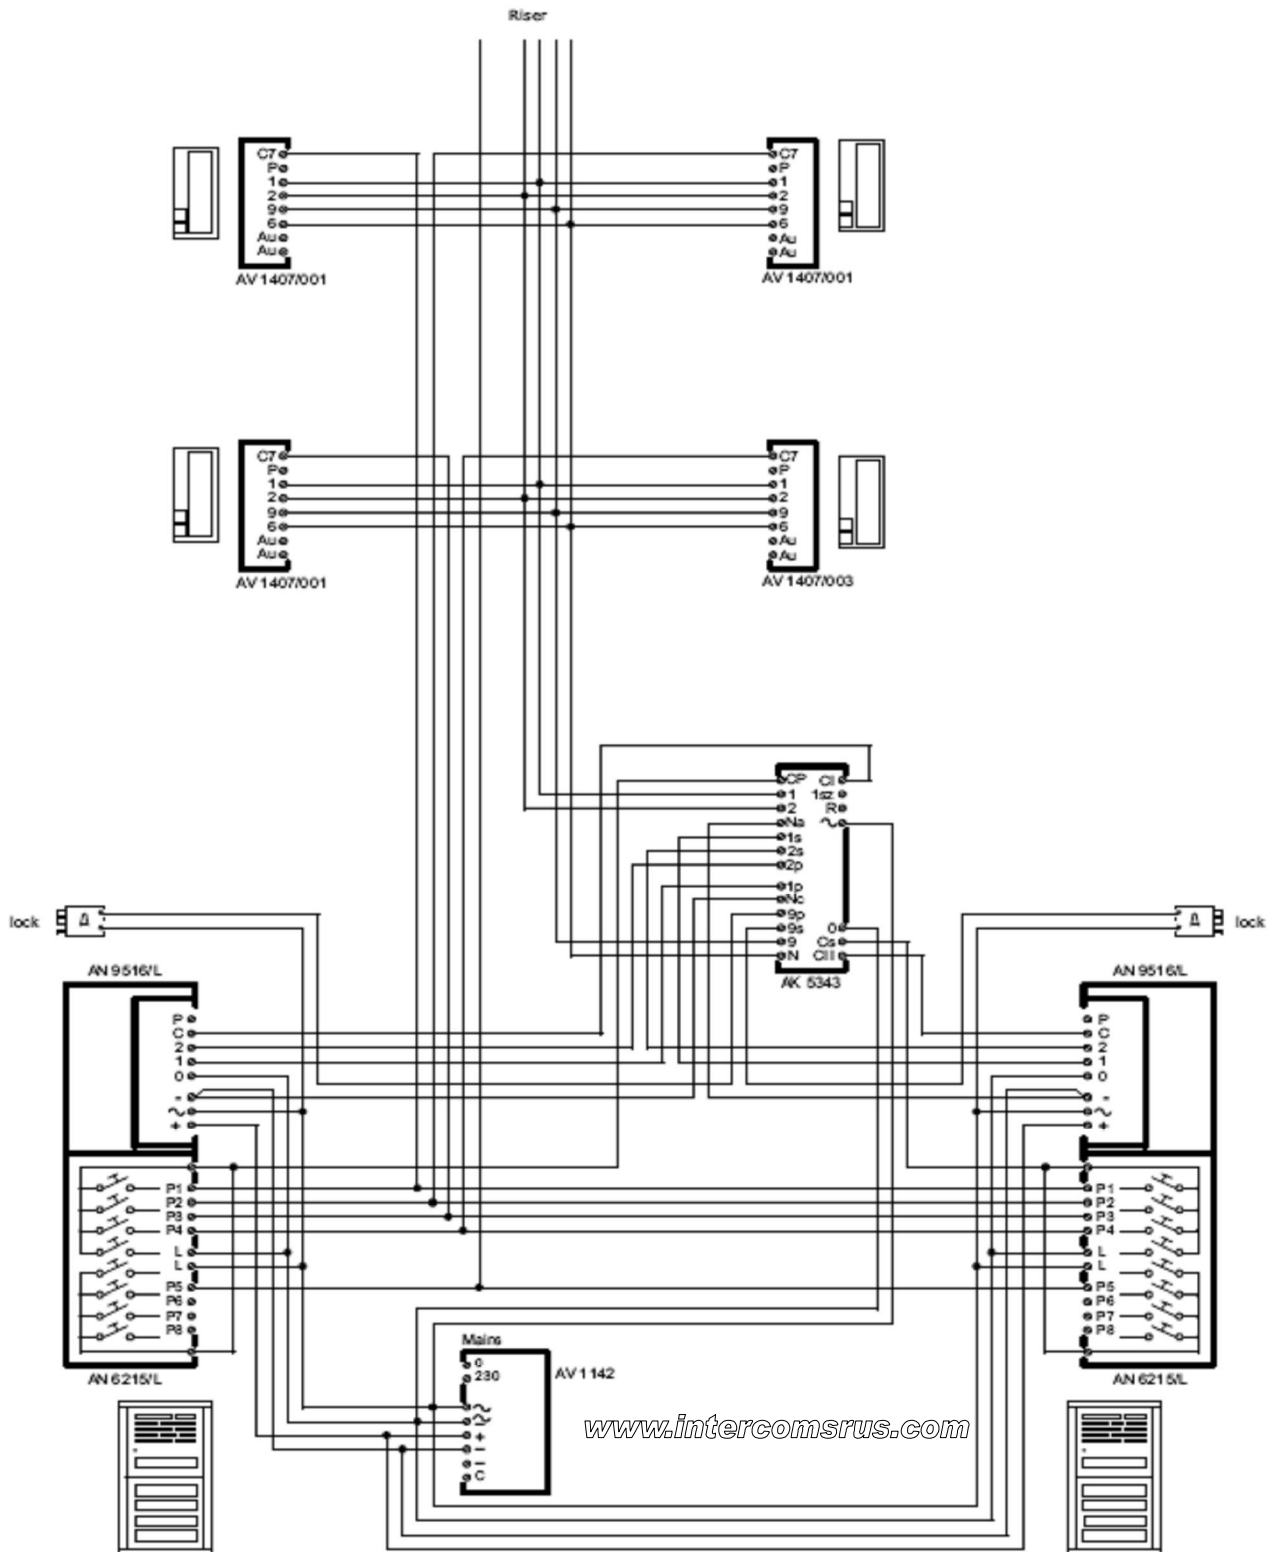 Riser
C7
P
1
2
9
6
Au
Au
AV 1407/001
C7
P
1
2
9
6
Au
Au
AV 1407/001
C7
P
1
2
9
6
Au
Au
AV 1407/001
C7
P
1
2
9
6
Au
Au
AV 1407/003
CP CI
1 1sz
2 R
Na ~
1s
2s
2p
1p
Nc
9p
9s 0
9 Cs
N CII
AK 5343
lock
lock
AN 9516/L
P
C
2
1
0
-
~
+
P1
P2
P3
P4
L
L
P5
P6
P7
P8
AN 6215/L
AN 9516/L
P
C
2
1
0
-
~
+
P1
P2
P3
P4
L
L
P5
P6
P7
P8
AN 6215/L
Mains
0
230
~
~
+
-
-
C
AV 1142
www.intercomsrus.com